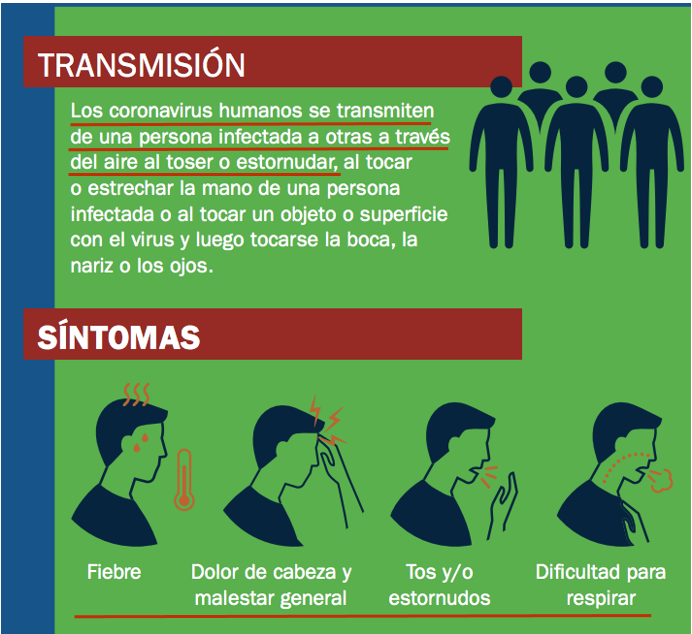 TRANSMISIÓN
Los coronavirus humanos se transmiten
de una persona infectada a otras a través
del aire al toser o estornudar, al tocar
o estrechar la mano de una persona
infectada o al tocar un objeto o superficie
con el virus y luego tocarse la boca, la
nariz o los ojos.
SÍNTOMAS
Fiebre
Dolor de cabeza y
malestar general
Tos y/o
estornudos
Dificultad para
respirar